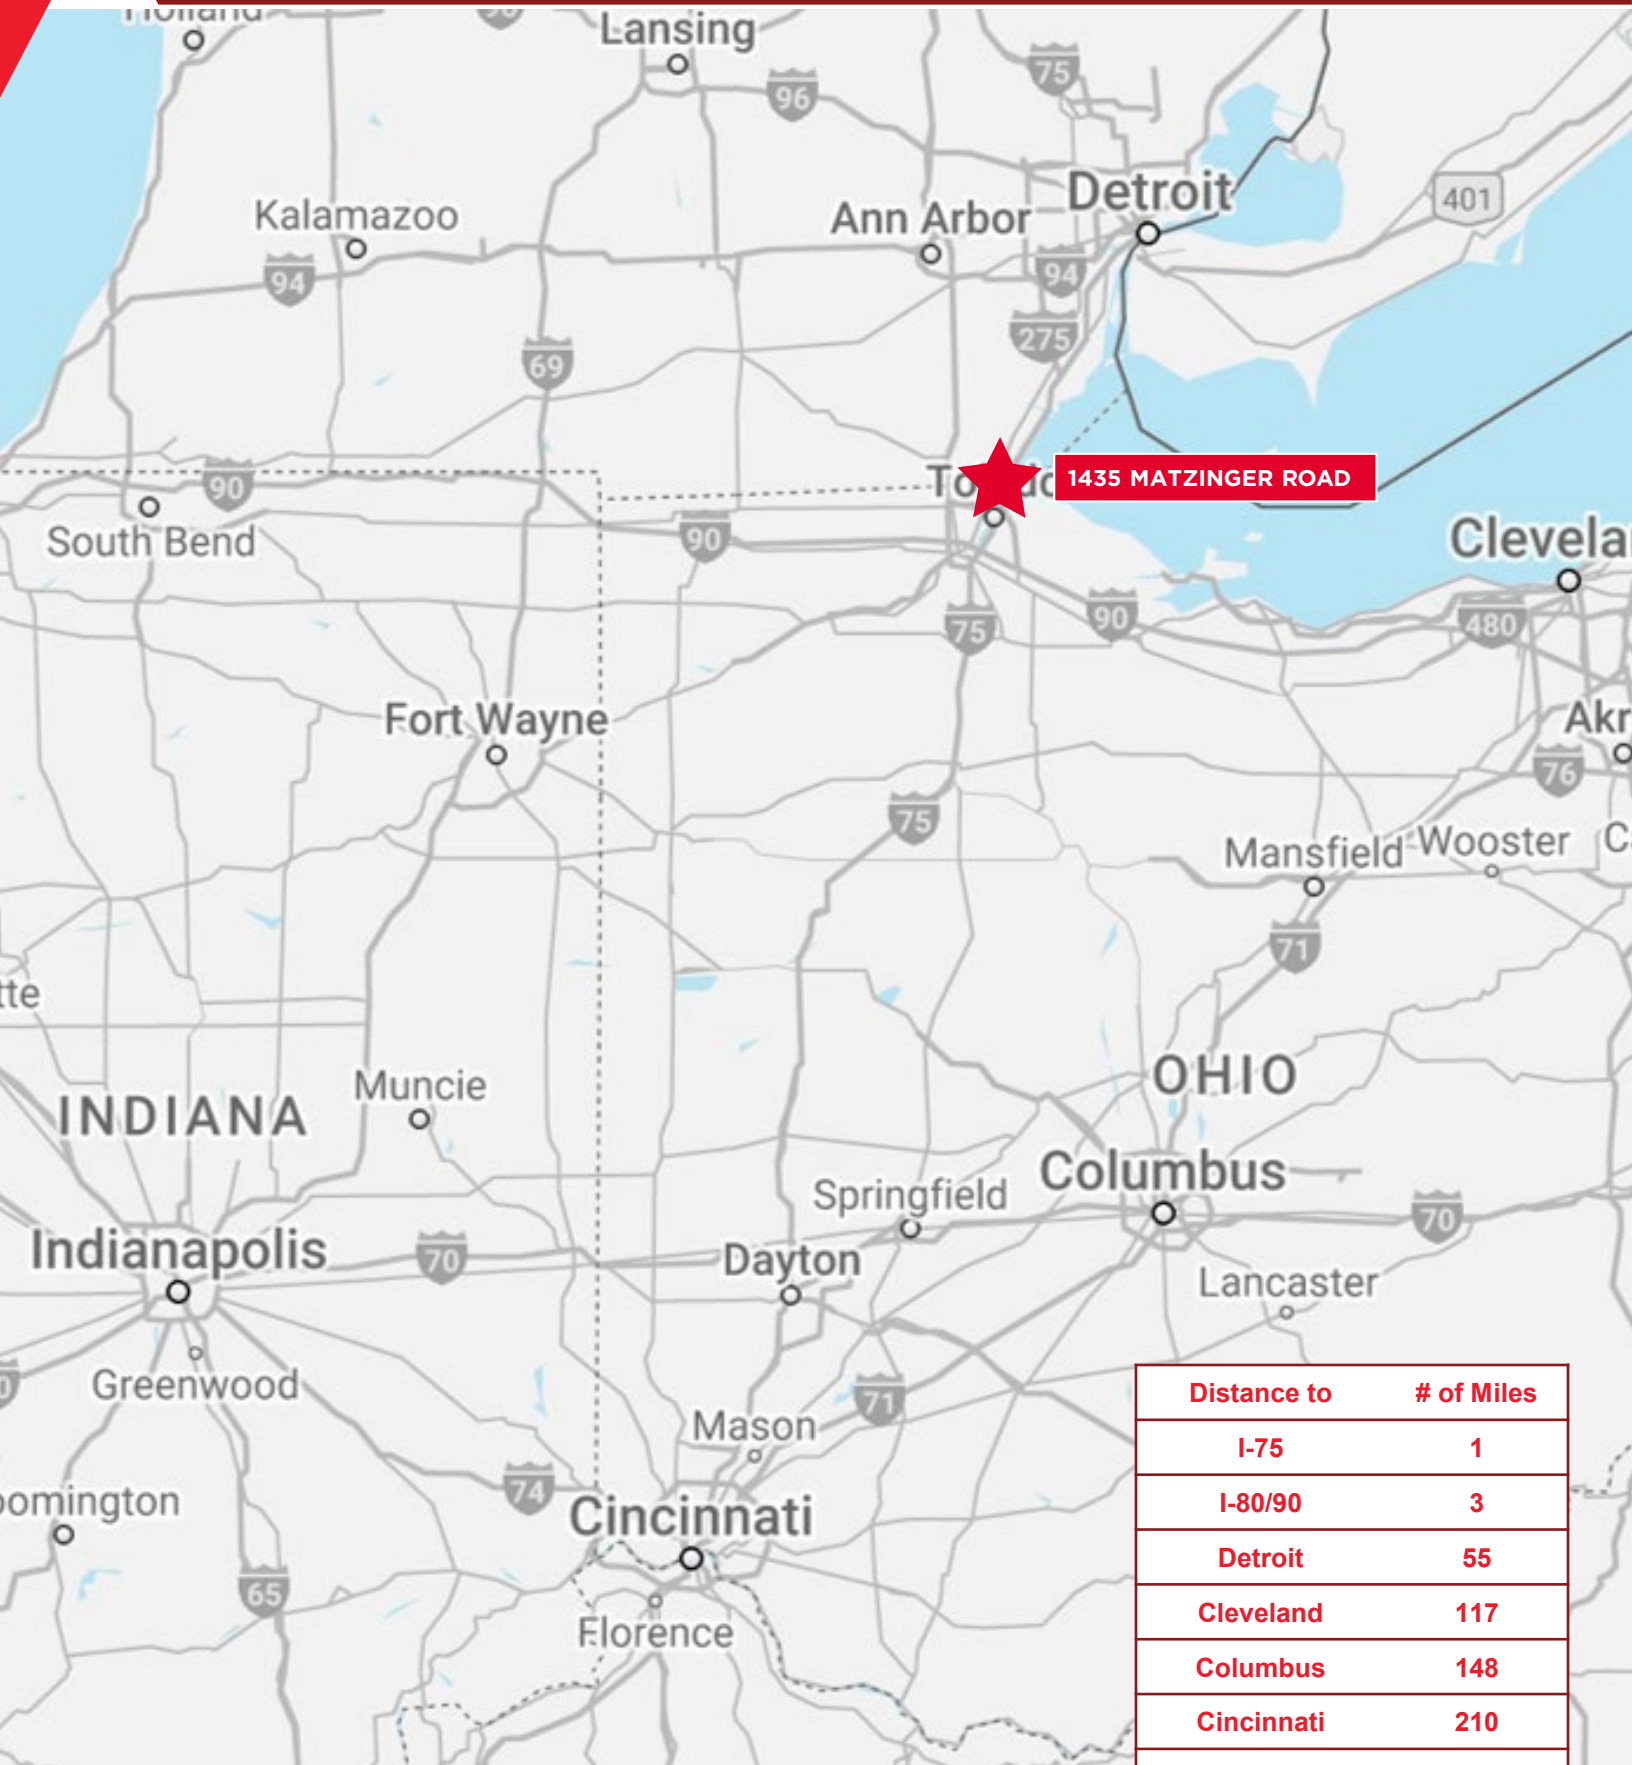 Lansing
75
96
Detroit
401
Kalamazoo
Ann Arbor
94
94
275
69
1435 MATZINGER ROAD
90
South Bend
90
75
90
480
Fort Wayne
75
76
Mansfield
Wooster
71
INDIANA
Muncie
OHIO
Columbus
Springfield
70
Indianapolis
70
Dayton
Lancaster
Greenwood
71
Mason
74
Cincinnati
65
Florence
Distance to # of Miles
I-75 1
I-80/90 3
Detroit 55
Cleveland 117
Columbus 148
Cincinnati 210